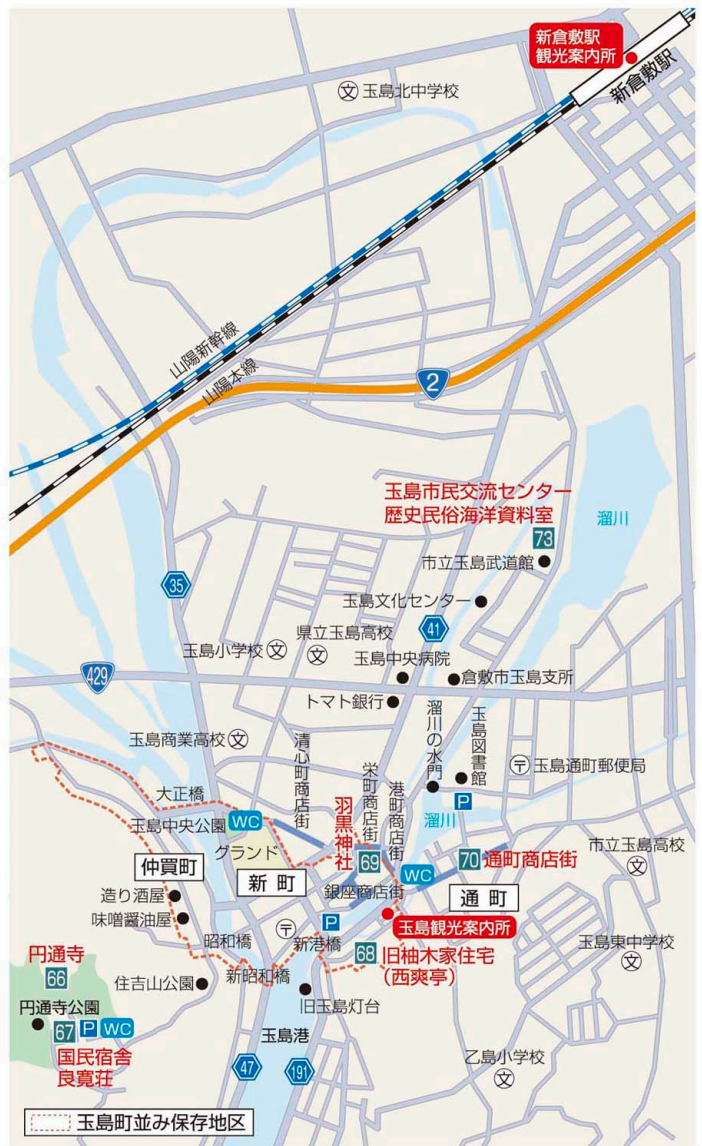 新倉敷駅
観光案内所
新倉敷駅
玉島北中学校
山陽新幹線
山陽本線
2
玉島市民交流センター
歴史民俗海洋資料室
73
溜川
市立玉島武道館
35
玉島文化センター
41
県立玉島高校
玉島小学校
玉島中央病院
429
倉敷市玉島支所
トマト銀行
溜川の水門
玉島図書館
玉島商業高校
清心町商店街
栄町商店街
港町商店街
玉島通町郵便局
大正橋
P
溜川
玉島中央公園
WC
羽黒神社
グランド
69
WC
70
通町商店街
市立玉島高校
仲買町
新町
銀座商店街
通町
造り酒屋
味噌醤油屋
P
玉島観光案内所
昭和橋
新港橋
68
旧柚木家住宅
(西爽亭)
玉島東中学校
円通寺
66
住吉山公園
新昭和橋
旧玉島灯台
円通寺公園
67
P
WC
玉島港
国民宿舎
良寛荘
47
191
乙島小学校
玉島町並み保存地区